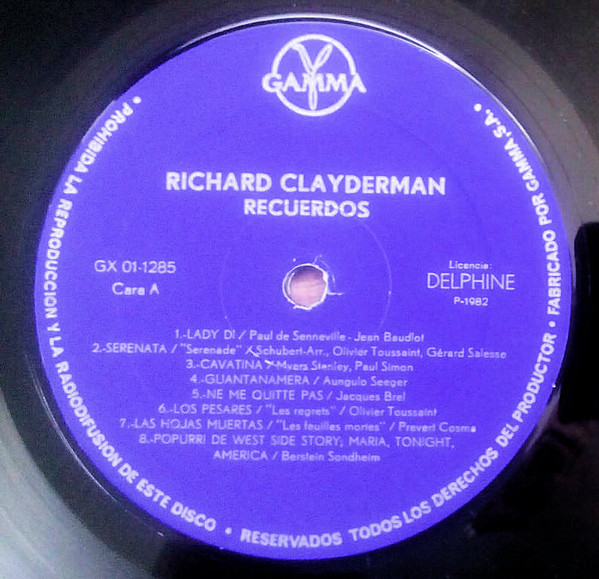 GAMMA
RICHARD CLAYDERMAN
RECUERDOS
GX 01-1285
Cara A
Licencia:
DELPHINE
P-1982
1.-LADY DI / Paul de Senneville - Jean Baudlot
2.-SERENATA / "Serenade" / Schubert-Arr., Olivier Toussaint, Gérard Salesse
3.-CAVATINA / Myers Stanley, Paul Simon
4.-GUANTANAMERA / Aungulo Seeger
5.-NE ME QUITTE PAS / Jacques Brel
6.-LOS PESARES / "Les regrets" / Olivier Toussaint
7.-LAS HOJAS MUERTAS / "Les feuilles mortes" / Prevert Cosma
8.-POPURRI DE WEST SIDE STORY; MARIA, TONIGHT,
AMERICA / Berstein Sondheim
• PROHIBIDA LA REPRODUCCION Y LA RADIODIFUSION DE ESTE DISCO • RESERVADOS TODOS LOS DERECHOS DEL PRODUCTOR • FABRICADO POR GAMMA, S.A. •